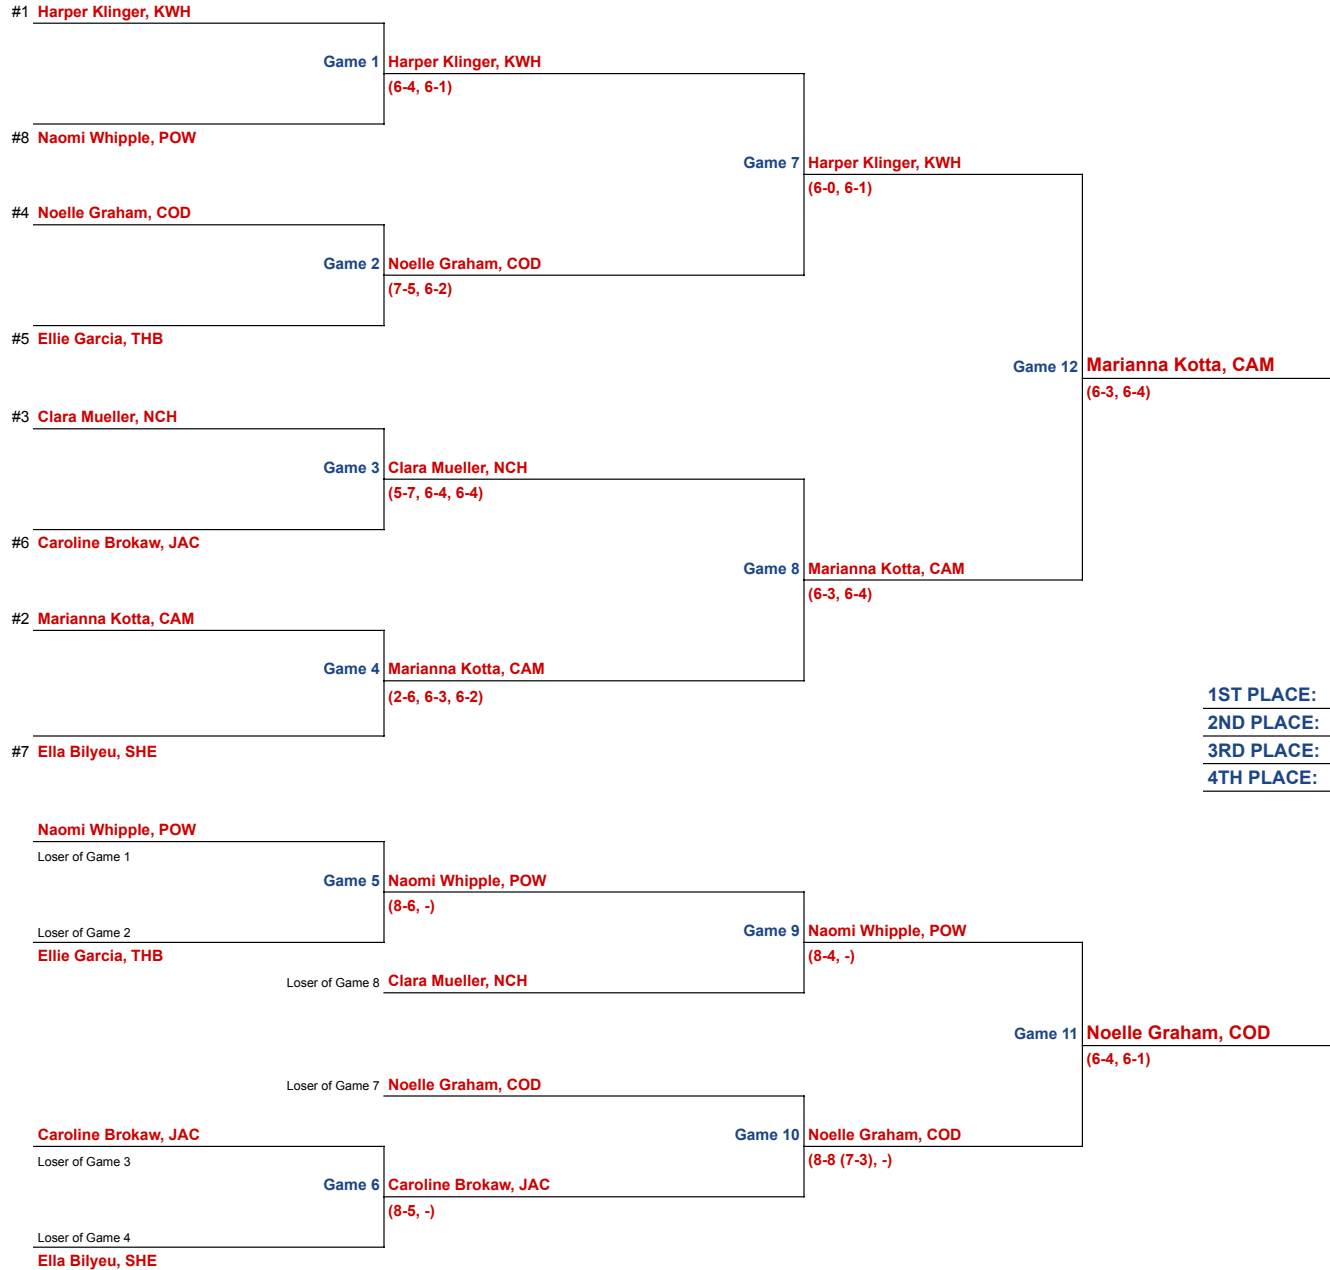 #1 Harper Klinger, KWH
Game 1 Harper Klinger, KWH
(6-4, 6-1)
#8 Naomi Whipple, POW
Game 7 Harper Klinger, KWH
(6-0, 6-1)
#4 Noelle Graham, COD
Game 2 Noelle Graham, COD
(7-5, 6-2)
#5 Ellie Garcia, THB
Game 12 Marianna Kotta, CAM
(6-3, 6-4)
#3 Clara Mueller, NCH
Game 3 Clara Mueller, NCH
(5-7, 6-4, 6-4)
#6 Caroline Brokaw, JAC
Game 8 Marianna Kotta, CAM
(6-3, 6-4)
#2 Marianna Kotta, CAM
Game 4 Marianna Kotta, CAM
(2-6, 6-3, 6-2)
#7 Ella Bilyeu, SHE
1ST PLACE:
2ND PLACE:
3RD PLACE:
4TH PLACE:
Naomi Whipple, POW
Loser of Game 1
Game 5 Naomi Whipple, POW
(8-6, -)
Loser of Game 2
Ellie Garcia, THB
Game 9 Naomi Whipple, POW
(8-4, -)
Loser of Game 8 Clara Mueller, NCH
Game 11 Noelle Graham, COD
(6-4, 6-1)
Loser of Game 7 Noelle Graham, COD
Game 10 Noelle Graham, COD
(8-8 (7-3), -)
Caroline Brokaw, JAC
Loser of Game 3
Game 6 Caroline Brokaw, JAC
(8-5, -)
Loser of Game 4
Ella Bilyeu, SHE